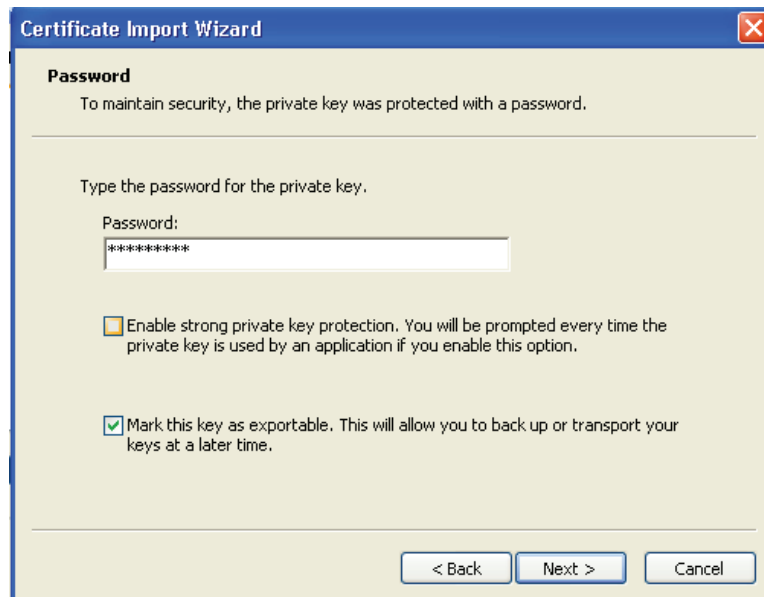 Certificate Import Wizard
Password
To maintain security, the private key was protected with a password.
Type the password for the private key.
Password:
*********
Enable strong private key protection. You will be prompted every time the
private key is used by an application if you enable this option.
Mark this key as exportable. This will allow you to back up or transport your
keys at a later time.
< Back Next > Cancel